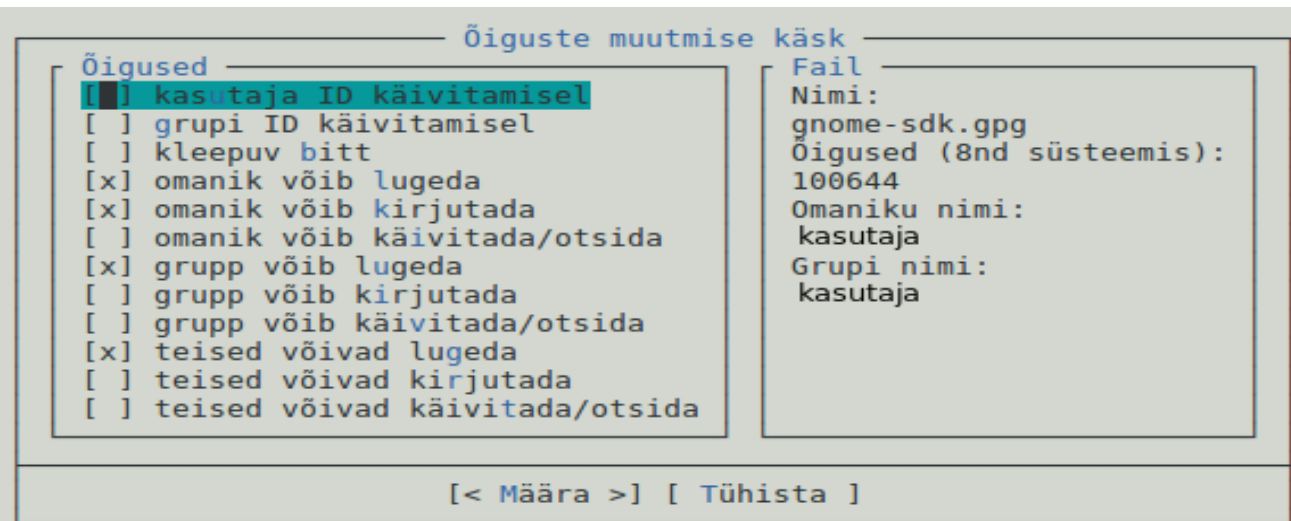 Õiguste muutmise käsk
Õigused
[ ] kasutaja ID käivitamisel
[ ] grupi ID käivitamisel
[ ] kleepuv bitt
[x] omanik võib lugeda
[x] omanik võib kirjutada
[ ] omanik võib käivitada/otsida
[x] grupp võib lugeda
[ ] grupp võib kirjutada
[ ] grupp võib käivitada/otsida
[x] teised võivad lugeda
[ ] teised võivad kirjutada
[ ] teised võivad käivitada/otsida
Fail
Nimi:
gnome-sdk.gpg
Õigused (8nd süsteemis):
100644
Omaniku nimi:
kasutaja
Grupi nimi:
kasutaja
[< Määra >] [ Tühista ]